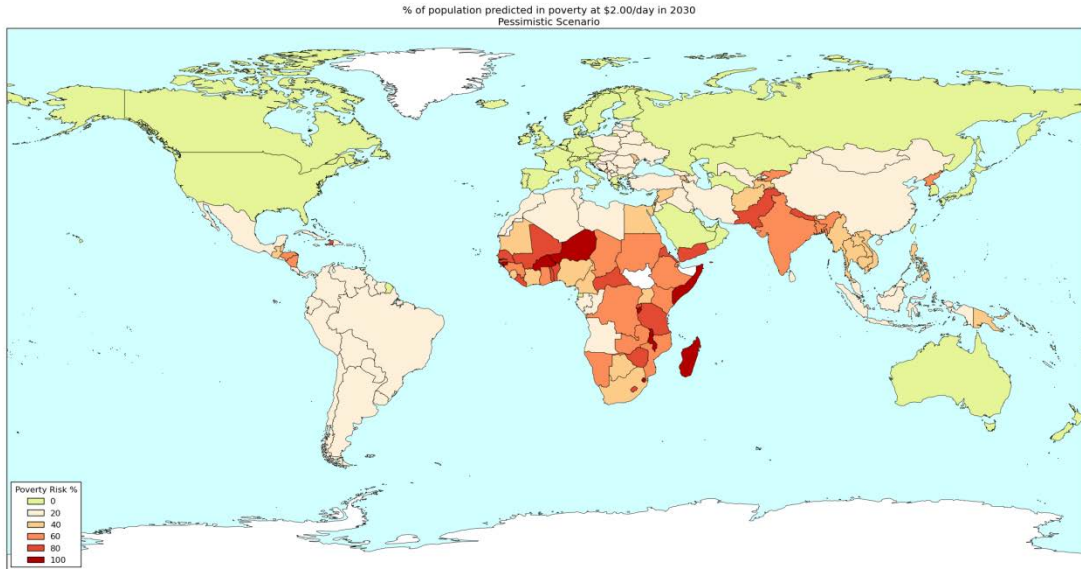 % of population predicted in poverty at $2.00/day in 2030
Pessimistic Scenario
Poverty Risk %
0
20
40
60
80
100